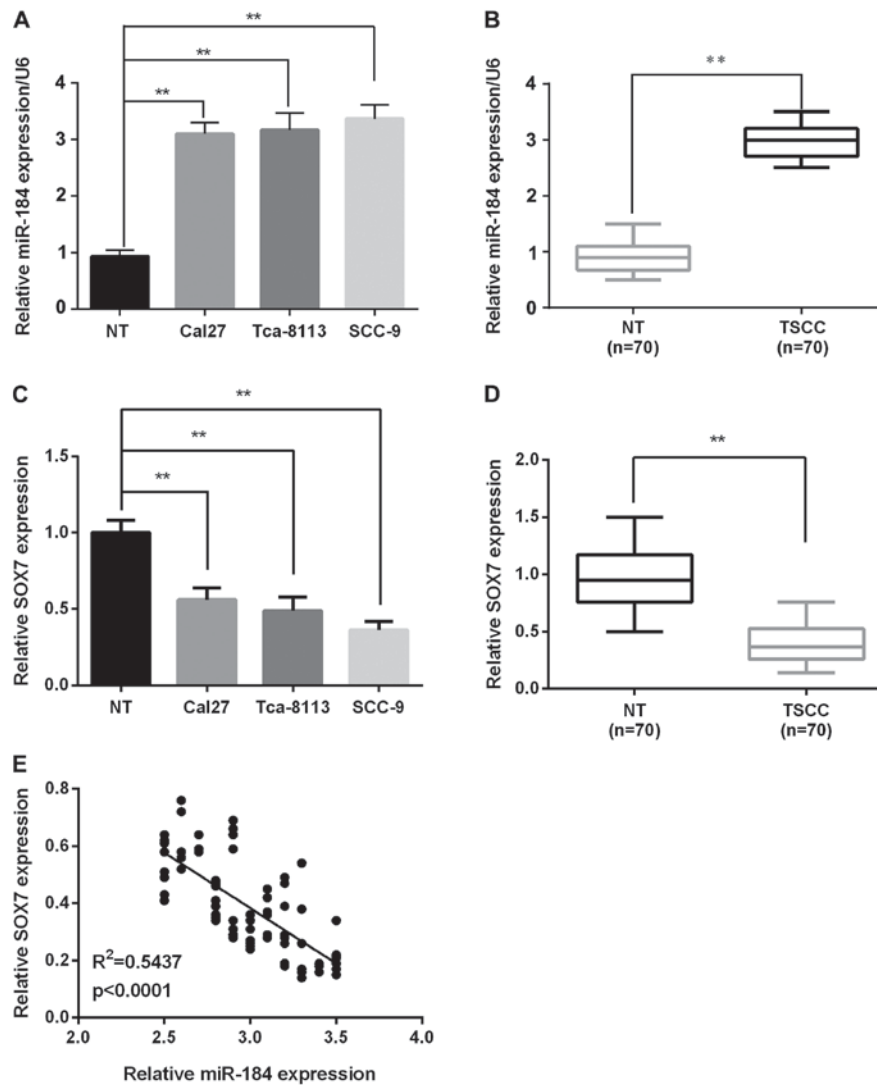 A
Relative miR-184 expression/U6
4
3
2
1
0
**
**
**
NT Cal27 Tca-8113 SCC-9
B
Relative miR-184 expression/U6
4
3
2
1
0
**
NT TSCC
(n=70) (n=70)
C
Relative SOX7 expression
1.5
1.0
0.5
0.0
**
**
**
NT Cal27 Tca-8113 SCC-9
D
Relative SOX7 expression
2.0
1.5
1.0
0.5
0.0
**
NT TSCC
(n=70) (n=70)
E
Relative SOX7 expression
0.8
0.6
0.4
0.2
0.0
R²=0.5437
p<0.0001
2.0 2.5 3.0 3.5 4.0
Relative miR-184 expression